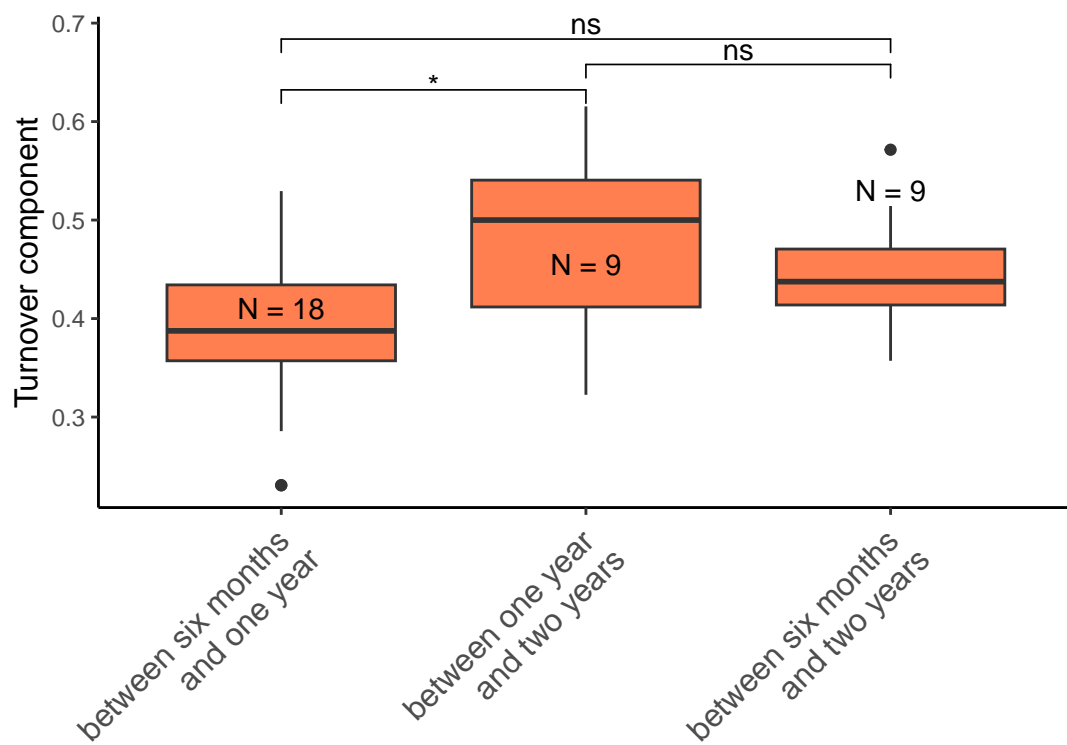 0.7
0.6
0.5
0.4
0.3
Turnover component
ns
ns
*
N = 18
N = 9
N = 9
between six months
and one year
between one year
and two years
between six months
and two years